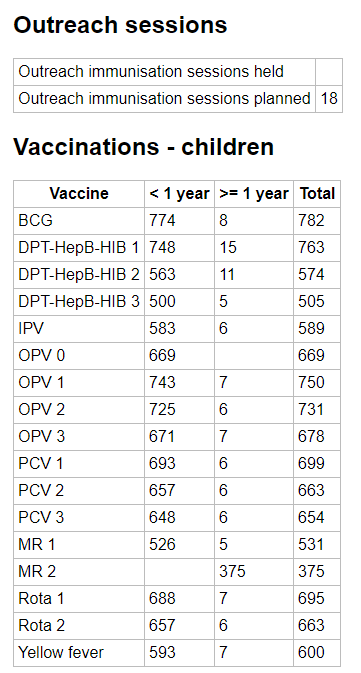 Outreach sessions
Outreach immunisation sessions held
Outreach immunisation sessions planned 18
Vaccinations - children
Vaccine < 1 year >= 1 year Total
BCG 774 8 782
DPT-HepB-HIB 1 748 15 763
DPT-HepB-HIB 2 563 11 574
DPT-HepB-HIB 3 500 5 505
IPV 583 6 589
OPV 0 669 669
OPV 1 743 7 750
OPV 2 725 6 731
OPV 3 671 7 678
PCV 1 693 6 699
PCV 2 657 6 663
PCV 3 648 6 654
MR 1 526 5 531
MR 2 375 375
Rota 1 688 7 695
Rota 2 657 6 663
Yellow fever 593 7 600